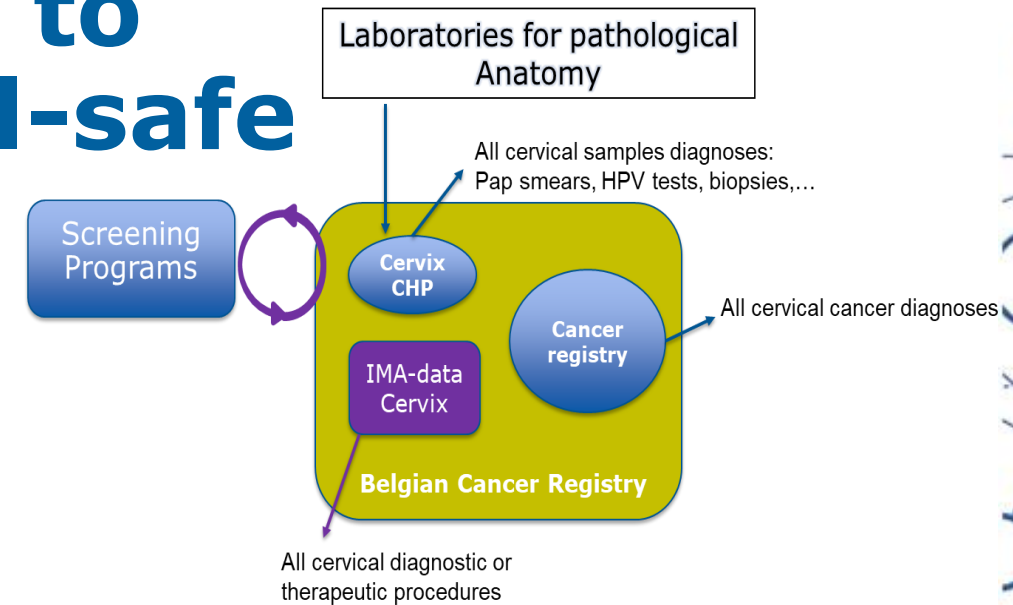 to
-safe
Laboratories for pathological
Anatomy
All cervical samples diagnoses:
Pap smears, HPV tests, biopsies,…
Screening
Programs
Cervix
CHP
Cancer
registry
All cervical cancer diagnoses
IMA-data
Cervix
Belgian Cancer Registry
All cervical diagnostic or
therapeutic procedures